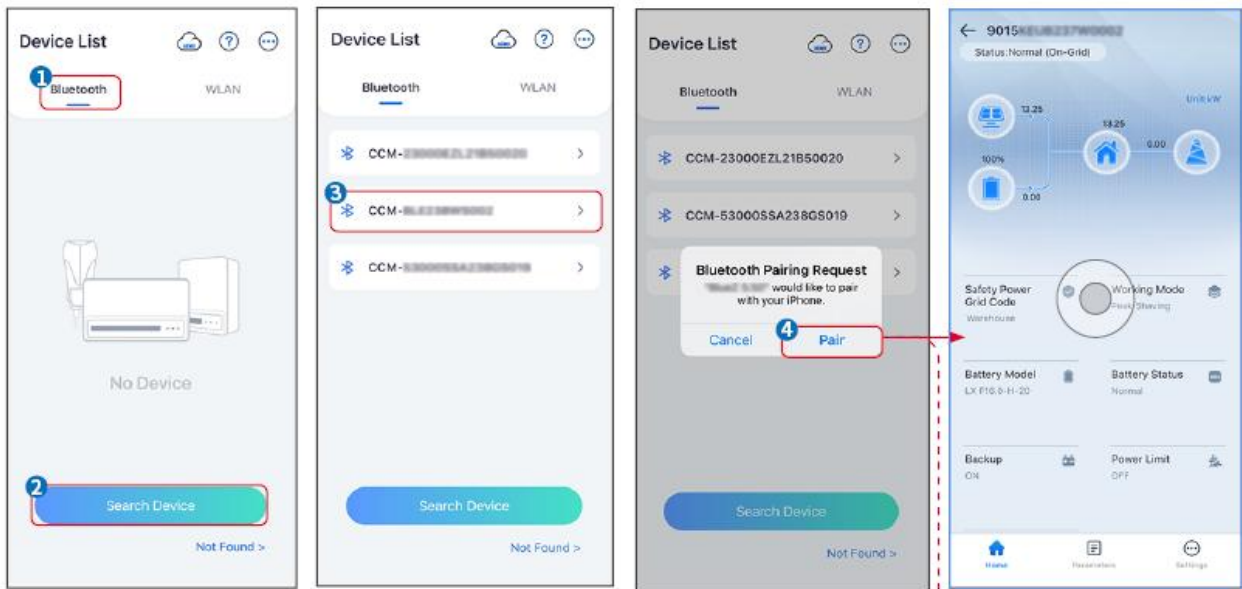 Device List
1
Bluetooth
WLAN
No Device
2
Search Device
Not Found >
Device List
Bluetooth
WLAN
CCM-
3
CCM-
CCM-
Search Device
Not Found >
Device List
Bluetooth
WLAN
CCM-23000EZL21B50020
CCM-53000SSA238GS019
Bluetooth Pairing Request
would like to pair
with your iPhone.
Cancel
4
Pair
Search Device
Not Found >
9015
Status:Normal (On-Grid)
Unit:kW
13.25
13.25
0.00
100%
0.00
Safety Power
Grid Code
Warehouse
Working Mode
Peak Shaving
Battery Model
LX F16.0-H-20
Battery Status
Normal
Backup
ON
Power Limit
OFF
Home
Parameters
Settings